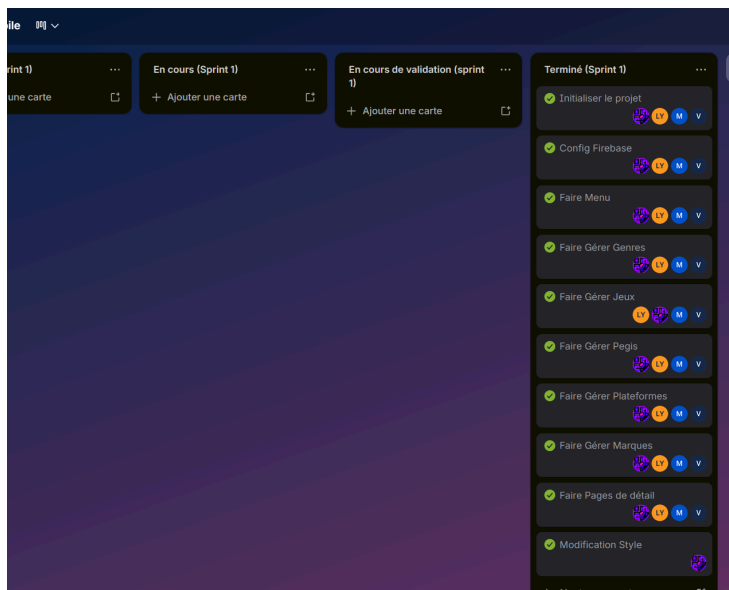 ile
rint 1)
une carte
En cours (Sprint 1)
+ Ajouter une carte
En cours de validation (sprint
1)
+ Ajouter une carte
Terminé (Sprint 1)
Initialiser le projet
LY M V
Config Firebase
LY M V
Faire Menu
LY M V
Faire Gérer Genres
LY M V
Faire Gérer Jeux
LY M V
Faire Gérer Pegis
LY M V
Faire Gérer Plateformes
LY M V
Faire Gérer Marques
LY M V
Faire Pages de détail
LY M V
Modification Style